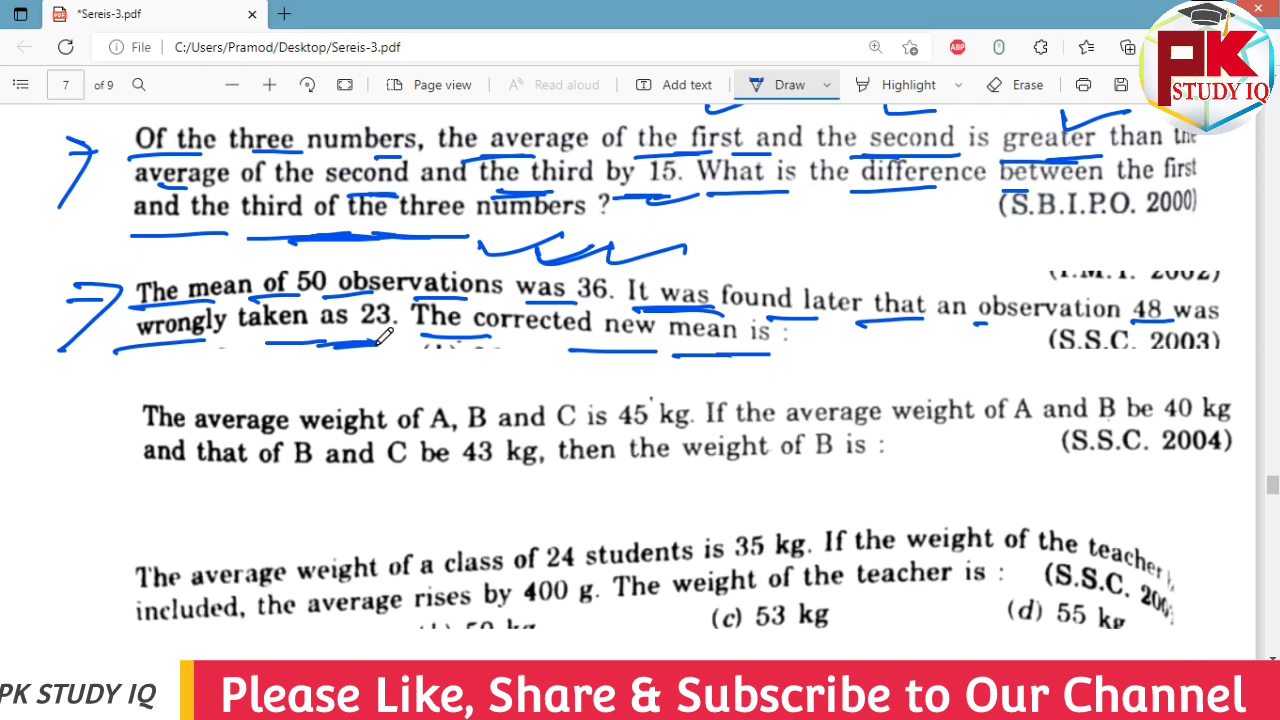 *Sereis-3.pdf
File C:/Users/Pramod/Desktop/Sereis-3.pdf
ABP
7 of 9 Page view Read aloud Add text Draw Highlight Erase
PK
STUDY IQ
Of the three numbers, the average of the first and the second is greater than the
average of the second and the third by 15. What is the difference between the first
and the third of the three numbers ? (S.B.I.P.O. 2000)
The mean of 50 observations was 36. It was found later that an observation 48 was
wrongly taken as 23. The corrected new mean is :
(S.S.C. 2003)
The average weight of A, B and C is 45 kg. If the average weight of A and B be 40 kg
and that of B and C be 43 kg, then the weight of B is : (S.S.C. 2004)
The average weight of a class of 24 students is 35 kg. If the weight of the teacher
included, the average rises by 400 g. The weight of the teacher is : (S.S.C.
(c) 53 kg (d) 55 kg
PK STUDY IQ Please Like, Share & Subscribe to Our Channel